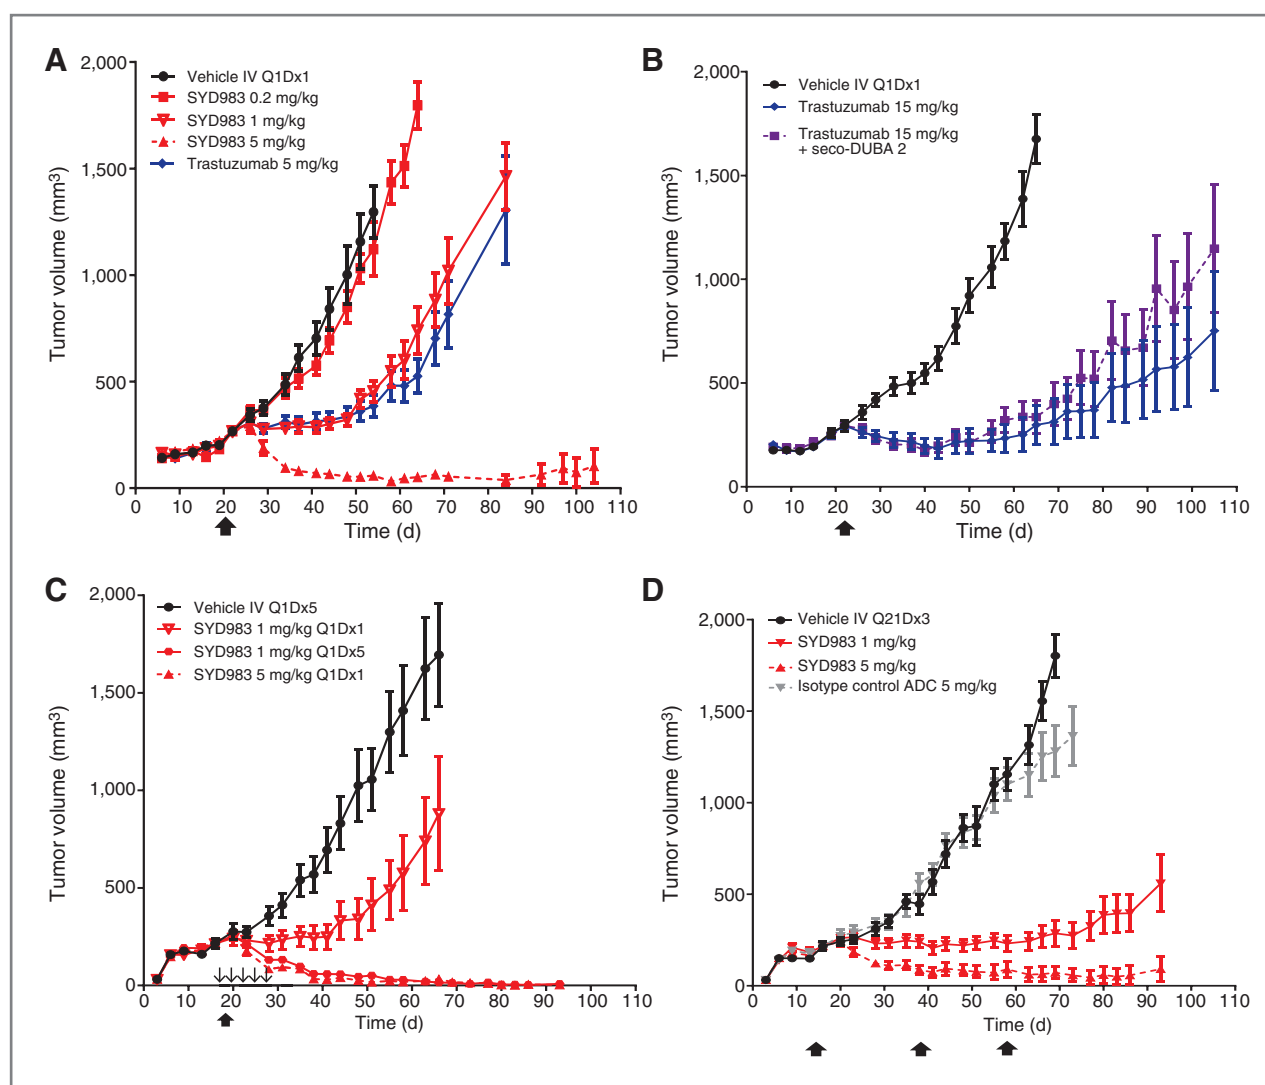 A
2,000
1,500
1,000
500
0
Tumor volume (mm3)
Vehicle IV Q1Dx1
SYD983 0.2 mg/kg
SYD983 1 mg/kg
SYD983 5 mg/kg
Trastuzumab 5 mg/kg
0 10 20 30 40 50 60 70 80 90 100 110
Time (d)
B
2,000
1,500
1,000
500
0
Tumor volume (mm3)
Vehicle IV Q1Dx1
Trastuzumab 15 mg/kg
Trastuzumab 15 mg/kg
+ seco-DUBA 2
0 10 20 30 40 50 60 70 80 90 100 110
Time (d)
C
2,000
1,500
1,000
500
0
Tumor volume (mm3)
Vehicle IV Q1Dx5
SYD983 1 mg/kg Q1Dx1
SYD983 1 mg/kg Q1Dx5
SYD983 5 mg/kg Q1Dx1
0 10 20 30 40 50 60 70 80 90 100 110
Time (d)
D
2,000
1,500
1,000
500
0
Tumor volume (mm3)
Vehicle IV Q21Dx3
SYD983 1 mg/kg
SYD983 5 mg/kg
Isotype control ADC 5 mg/kg
0 10 20 30 40 50 60 70 80 90 100 110
Time (d)